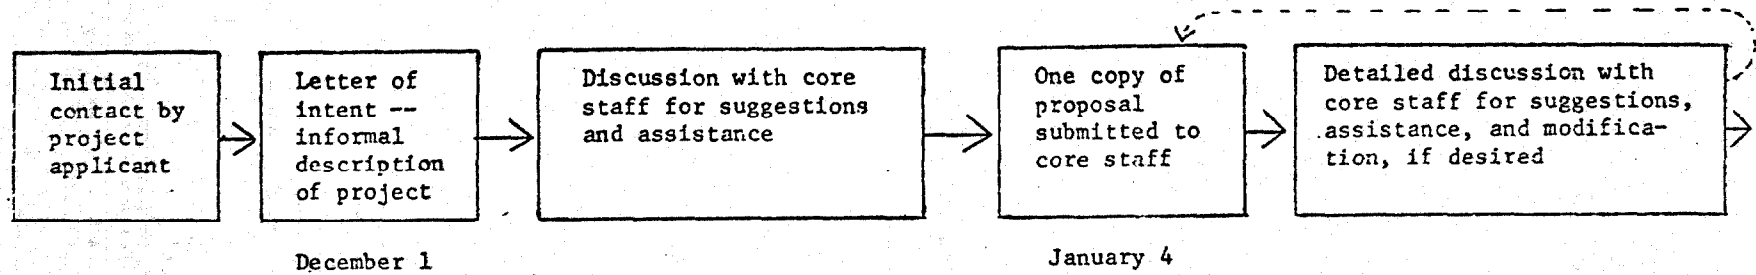 Initial
contact by
project
applicant
Letter of
intent --
informal
description
of project
December 1
Discussion with core
staff for suggestions
and assistance
One copy of
proposal
submitted to
core staff
January 4
Detailed discussion with
core staff for suggestions,
assistance, and modifica-
tion, if desired